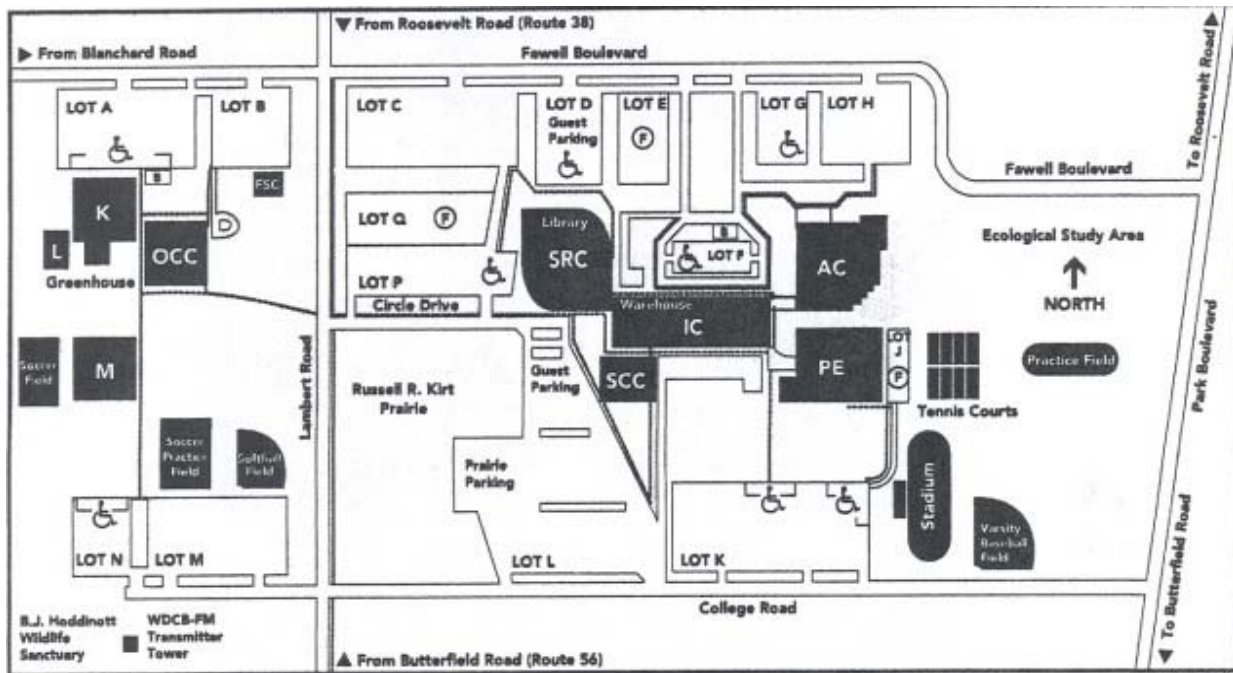 From Roosevelt Road (Route 38)
From Blanchard Road
Fawell Boulevard
To Roosevelt Road
LOT A
LOT B
LOT C
LOT D
Guest
Parking
LOT E
F
LOT G
LOT H
Fawell Boulevard
B
FSC
K
L
Greenhouse
OCC
D
LOT Q
F
LOT P
Circle Drive
Library
SRC
B
LOT F
AC
Ecological Study Area
NORTH
Warehouse
IC
Soccer
Field
M
Lambert Road
Russell R. Kirt
Prairie
Guest
Parking
SCC
PE
LOT
J
F
Tennis Courts
Practice Field
Park Boulevard
Soccer
Practice
Field
Softball
Field
Prairie
Parking
Stadium
Varsity
Baseball
Field
LOT N
LOT M
LOT L
LOT K
College Road
To Butterfield Road
B.J. Hoddinott
Wildlife
Sanctuary
WDCB-FM
Transmitter
Tower
From Butterfield Road (Route 56)